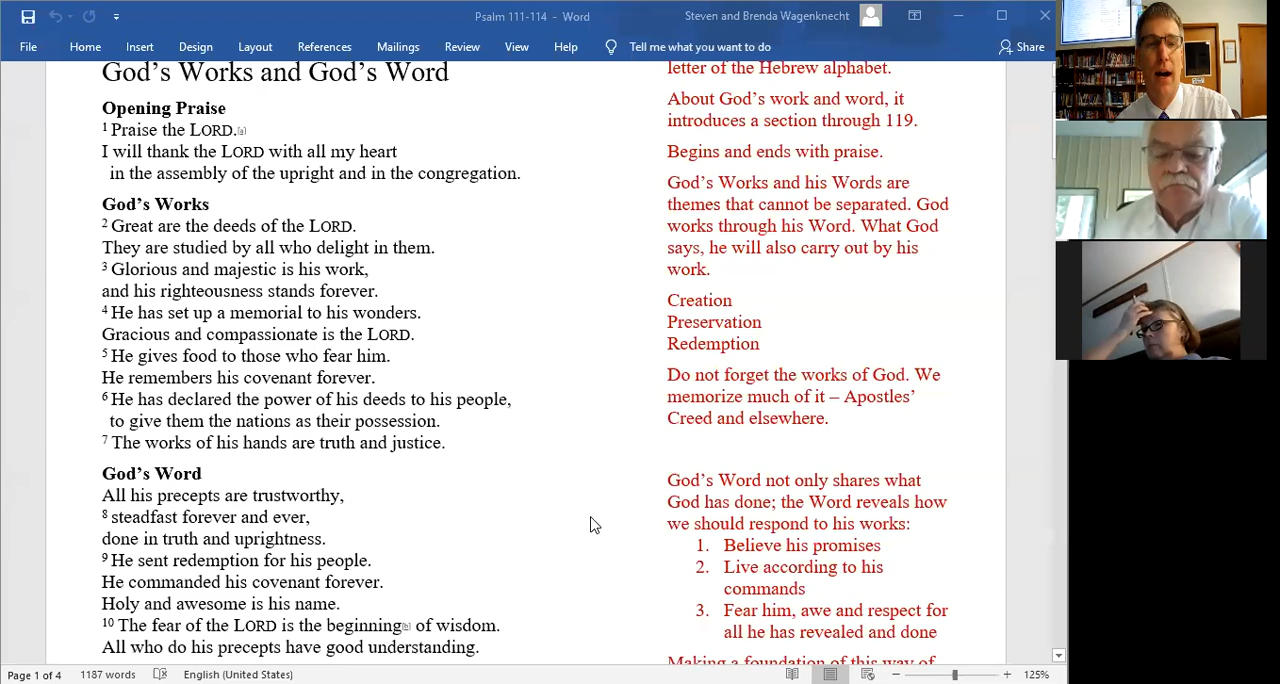 Psalm 111-114 - Word
Steven and Brenda Wagenknecht
File Home Insert Design Layout References Mailings Review View Help Tell me what you want to do Share
God's Works and God's Word
Opening Praise
1 Praise the LORD.[a]
I will thank the LORD with all my heart
in the assembly of the upright and in the congregation.
God's Works
2 Great are the deeds of the LORD.
They are studied by all who delight in them.
3 Glorious and majestic is his work,
and his righteousness stands forever.
4 He has set up a memorial to his wonders.
Gracious and compassionate is the LORD.
5 He gives food to those who fear him.
He remembers his covenant forever.
6 He has declared the power of his deeds to his people,
to give them the nations as their possession.
7 The works of his hands are truth and justice.
God's Word
All his precepts are trustworthy,
8 steadfast forever and ever,
done in truth and uprightness.
9 He sent redemption for his people.
He commanded his covenant forever.
Holy and awesome is his name.
10 The fear of the LORD is the beginning[b] of wisdom.
All who do his precepts have good understanding.
letter of the Hebrew alphabet.
About God's work and word, it
introduces a section through 119.
Begins and ends with praise.
God's Works and his Words are
themes that cannot be separated. God
works through his Word. What God
says, he will also carry out by his
work.
Creation
Preservation
Redemption
Do not forget the works of God. We
memorize much of it – Apostles'
Creed and elsewhere.
God's Word not only shares what
God has done; the Word reveals how
we should respond to his works:
1. Believe his promises
2. Live according to his
commands
3. Fear him, awe and respect for
all he has revealed and done
Making a foundation of this way of
Page 1 of 4 1187 words English (United States) 125%